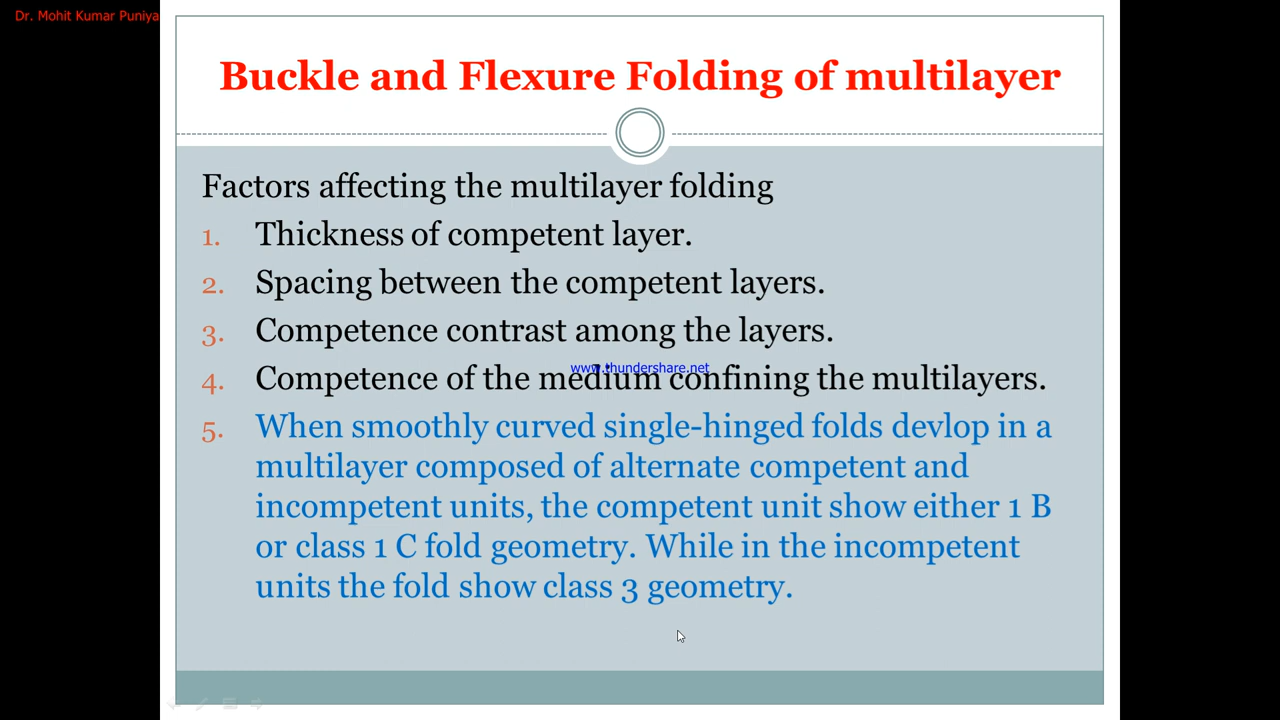 Dr. Mohit Kumar Puniya
Buckle and Flexure Folding of multilayer
Factors affecting the multilayer folding
1. Thickness of competent layer.
2. Spacing between the competent layers.
3. Competence contrast among the layers.
www.thundershare.net
4. Competence of the medium confining the multilayers.
5. When smoothly curved single-hinged folds devlop in a
multilayer composed of alternate competent and
incompetent units, the competent unit show either 1 B
or class 1 C fold geometry. While in the incompetent
units the fold show class 3 geometry.